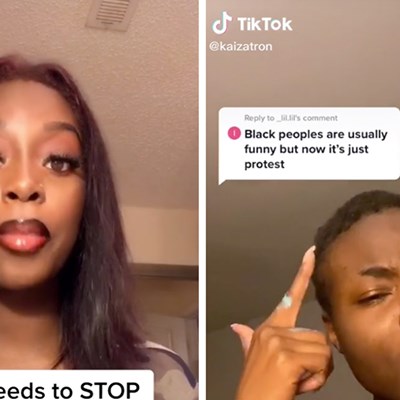 eeds to STOP
TikTok
@kaizatron
Reply to _lil.lil's comment
Black peoples are usually
funny but now it's just
protest